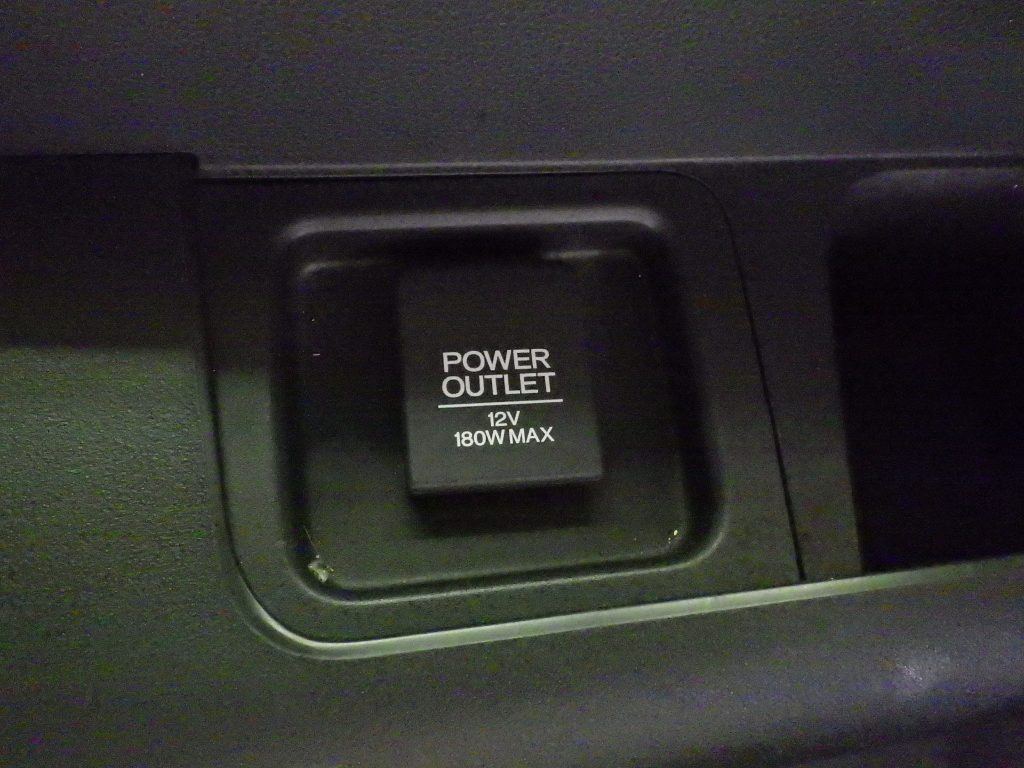 POWER
OUTLET
12V
180W MAX